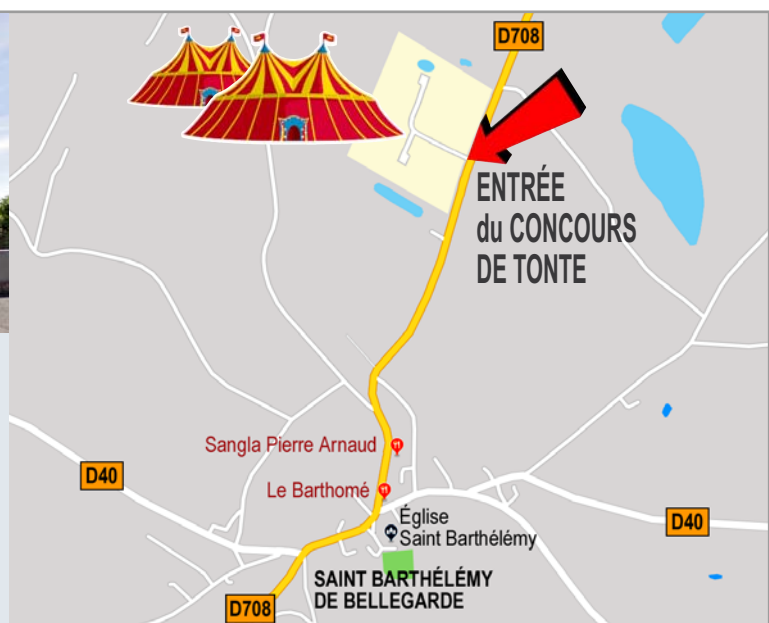 D708
ENTRÉE
du CONCOURS
DE TONTE
Sangla Pierre Arnaud
D40
Le Barthomé
Église
Saint Barthélémy
D40
SAINT BARTHÉLÉMY
DE BELLEGARDE
D708